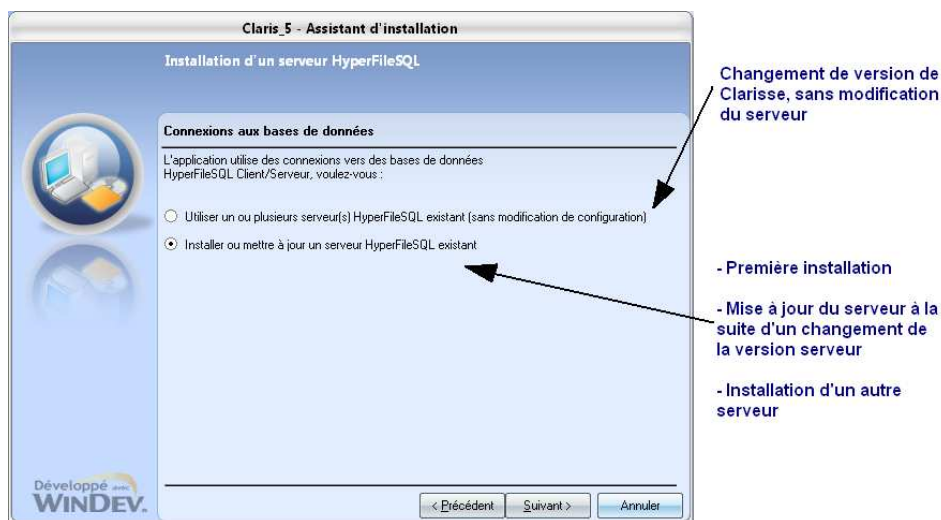 Claris_5 - Assistant d'installation
Installation d'un serveur HyperFileSQL
Connexions aux bases de données
L'application utilise des connexions vers des bases de données
HyperFileSQL Client/Serveur, voulez-vous :
Utiliser un ou plusieurs serveur(s) HyperFileSQL existant (sans modification de configuration)
Installer ou mettre à jour un serveur HyperFileSQL existant
Développé avec
WINDEV.
< Précédent
Suivant >
Annuler
Changement de version de
Clarisse, sans modification
du serveur
- Première installation
- Mise à jour du serveur à la
suite d'un changement de
la version serveur
- Installation d'un autre
serveur